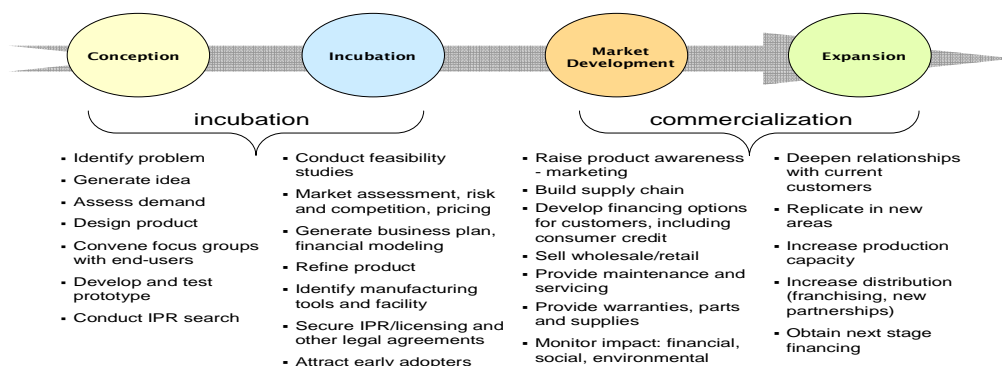 Conception
Incubation
Market
Development
Expansion
incubation
commercialization
▪ Identify problem
▪ Generate idea
▪ Assess demand
▪ Design product
▪ Convene focus groups
with end-users
▪ Develop and test
prototype
▪ Conduct IPR search
▪ Conduct feasibility
studies
▪ Market assessment, risk
and competition, pricing
▪ Generate business plan,
financial modeling
▪ Refine product
▪ Identify manufacturing
tools and facility
▪ Secure IPR/licensing and
other legal agreements
▪ Attract early adopters
▪ Raise product awareness
- marketing
▪ Build supply chain
▪ Develop financing options
for customers, including
consumer credit
▪ Sell wholesale/retail
▪ Provide maintenance and
servicing
▪ Provide warranties, parts
and supplies
▪ Monitor impact: financial,
social, environmental
▪ Deepen relationships
with current
customers
▪ Replicate in new
areas
▪ Increase production
capacity
▪ Increase distribution
(franchising, new
partnerships)
▪ Obtain next stage
financing